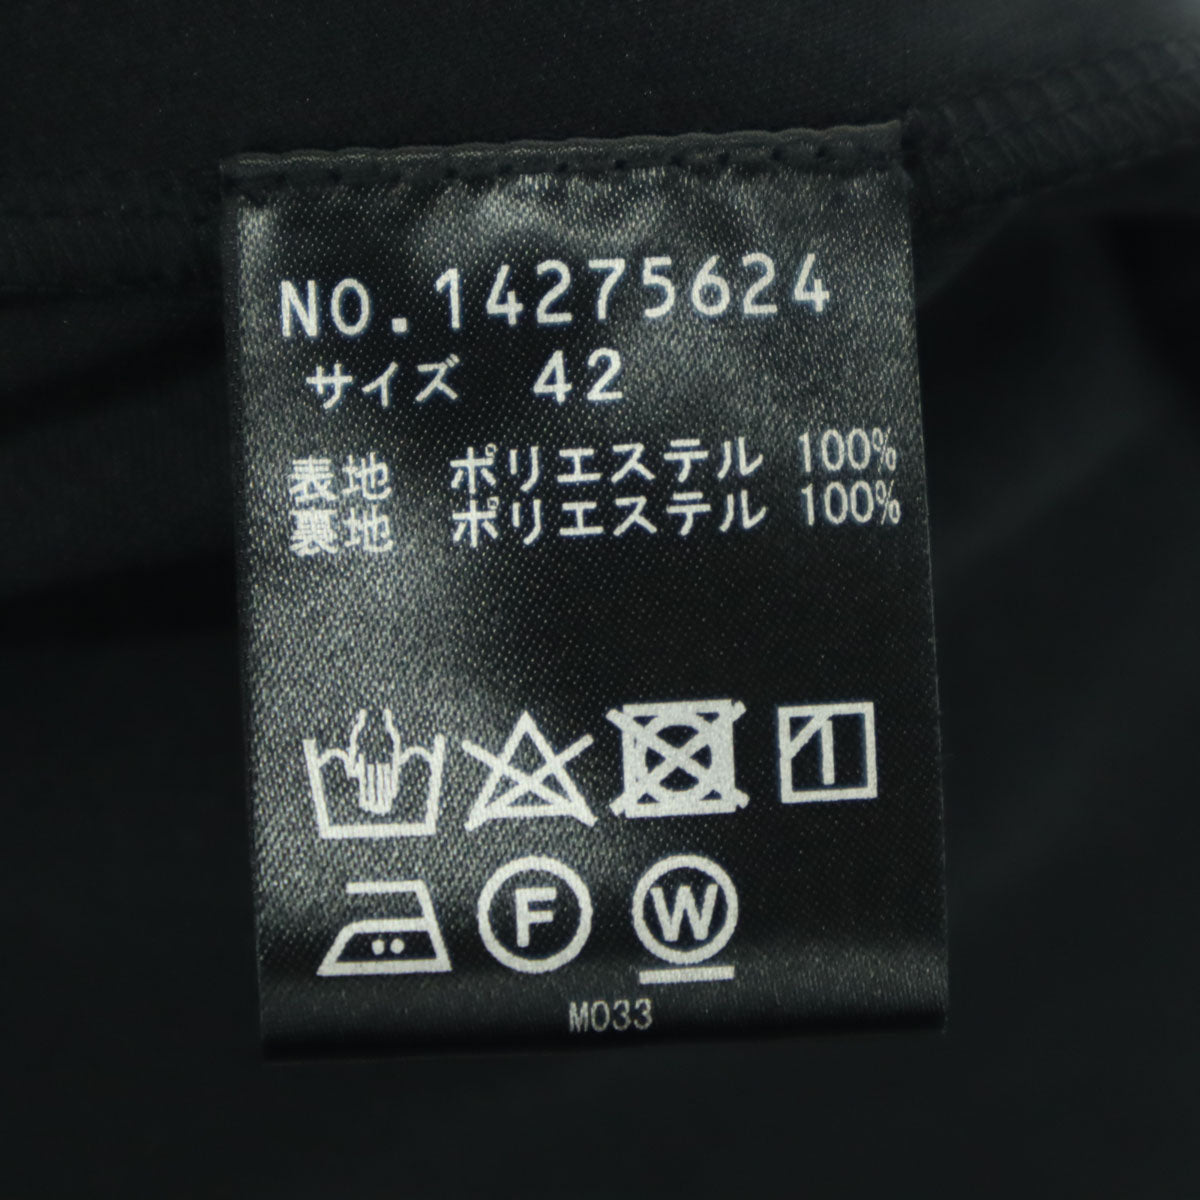 NO.14275624
サイズ 42
表地 ポリエステル 100%
裏地 ポリエステル 100%
F W
M033